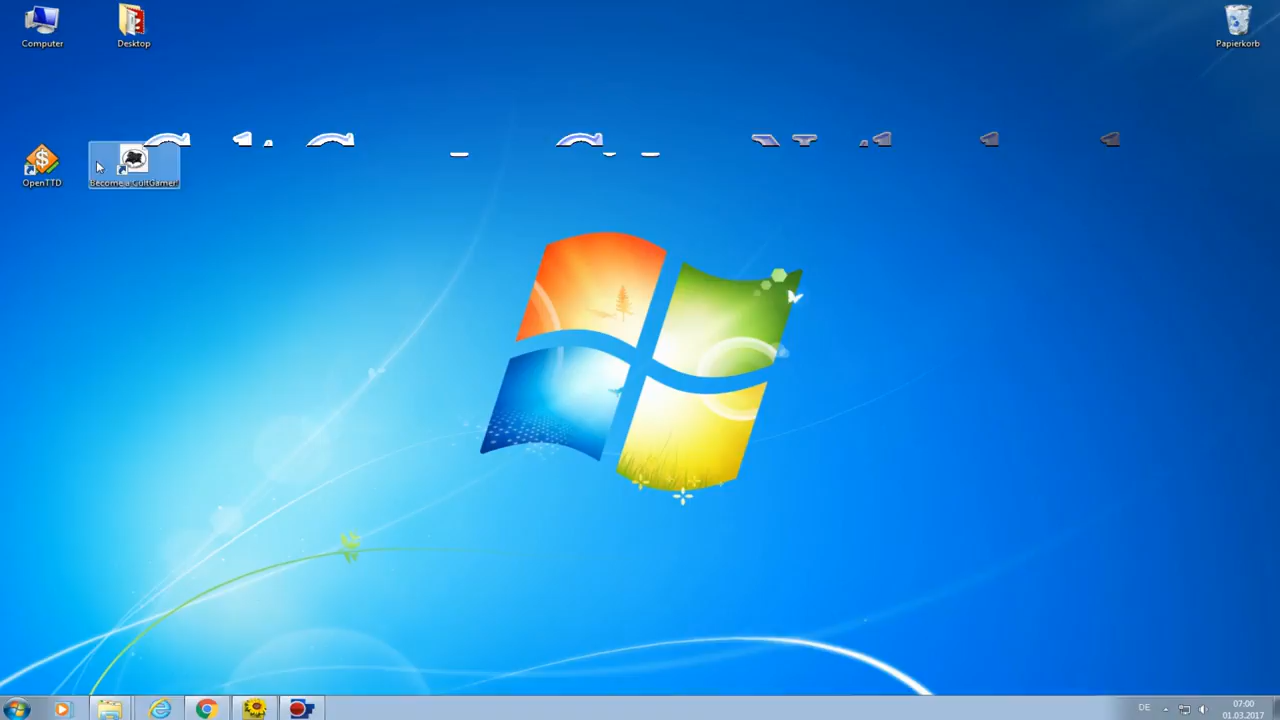 Computer
Desktop
Papierkorb
OpenTTD
Become a CultGamer
DE
07:00
01.03.2017